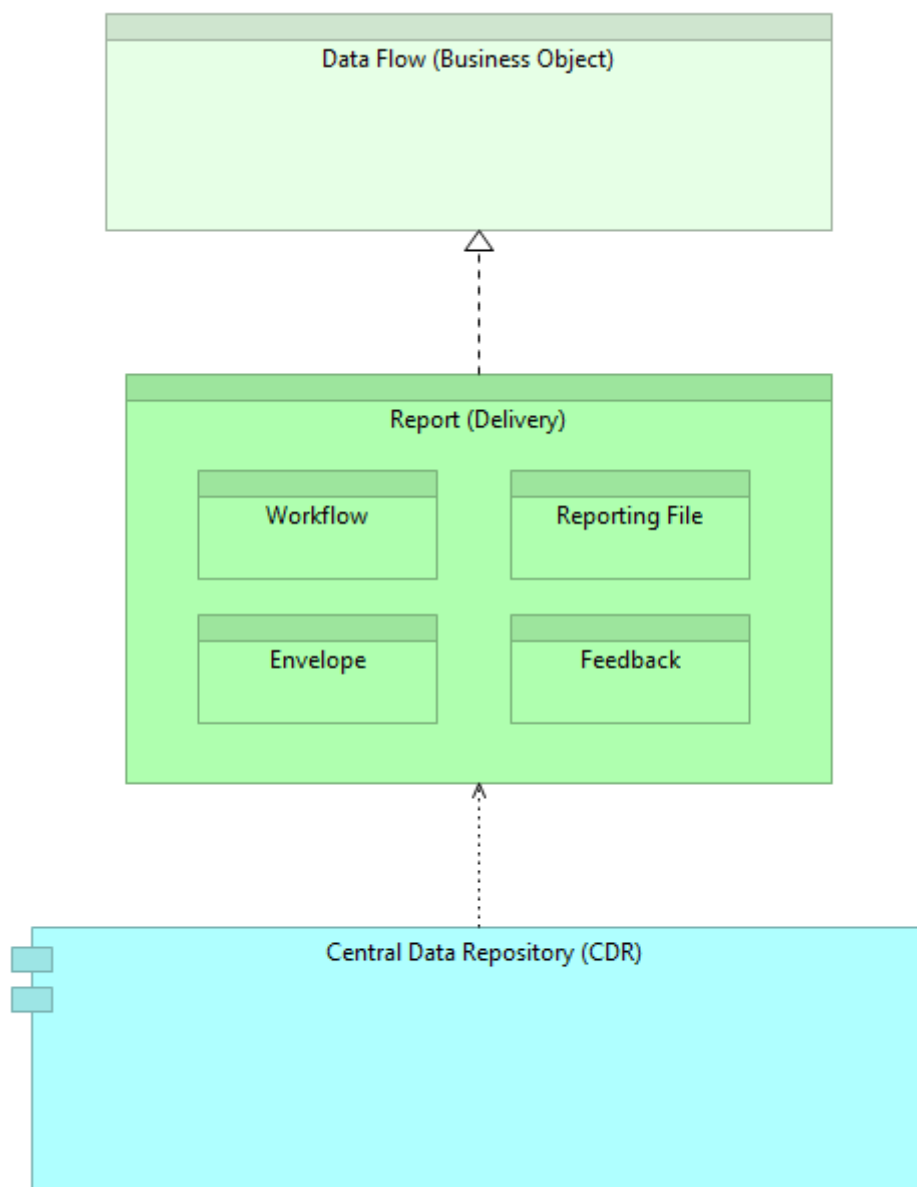 Data Flow (Business Object)
Report (Delivery)
Workflow
Reporting File
Envelope
Feedback
Central Data Repository (CDR)